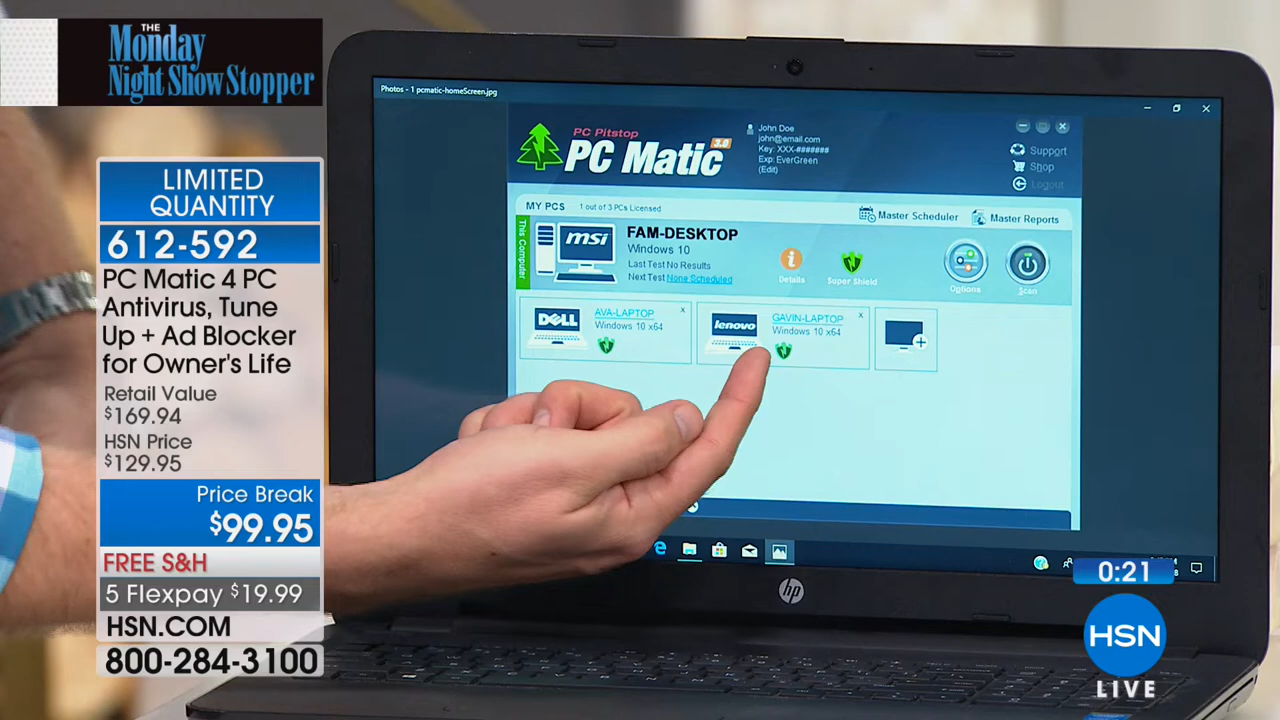 THE
Monday
Night Show Stopper
LIMITED
QUANTITY
612-592
PC Matic 4 PC
Antivirus, Tune
Up + Ad Blocker
for Owner's Life
Retail Value
$169.94
HSN Price
$129.95
Price Break
$99.95
FREE S&H
5 Flexpay $19.99
HSN.COM
800-284-3100
Photos - 1 pcmatic-homeScreen.jpg
PC Pitstop
PC Matic 3.0
John Doe
john@email.com
Key: XXX-#######
Exp: EverGreen
(Edit)
Support
Shop
Logout
MY PCS 1 out of 3 PCs Licensed
Master Scheduler
Master Reports
This Computer
msi
FAM-DESKTOP
Windows 10
Last Test No Results
Next Test None Scheduled
Details
Super Shield
Options
Scan
DELL
AVA-LAPTOP
Windows 10 x64
x
lenovo
GAVIN-LAPTOP
Windows 10 x64
x
hp
0:21
HSN
LIVE